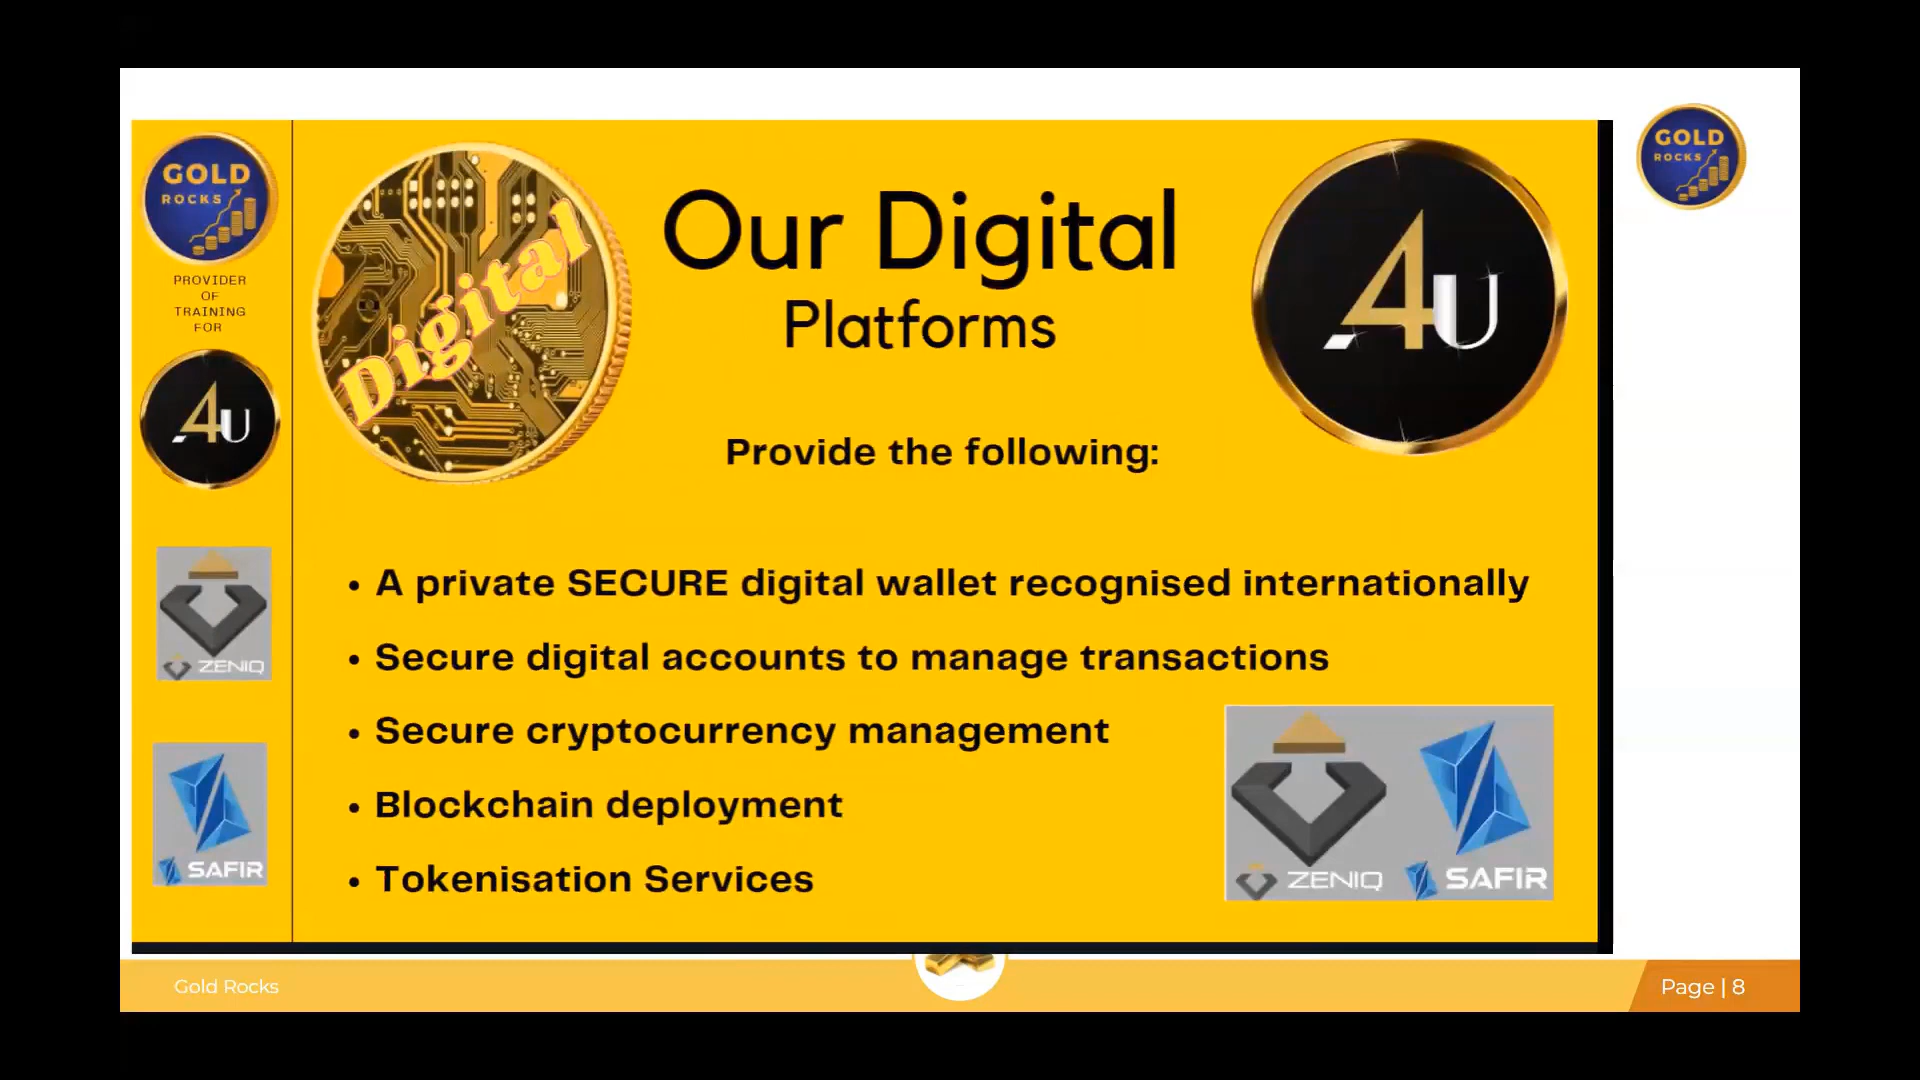 GOLD
ROCKS
PROVIDER
OF
TRAINING
FOR
4U
ZENIQ
SAFIR
Digital
Our Digital
Platforms
4U
GOLD
ROCKS
Provide the following:
• A private SECURE digital wallet recognised internationally
• Secure digital accounts to manage transactions
• Secure cryptocurrency management
• Blockchain deployment
• Tokenisation Services
ZENIQ SAFIR
Gold Rocks
Page | 8